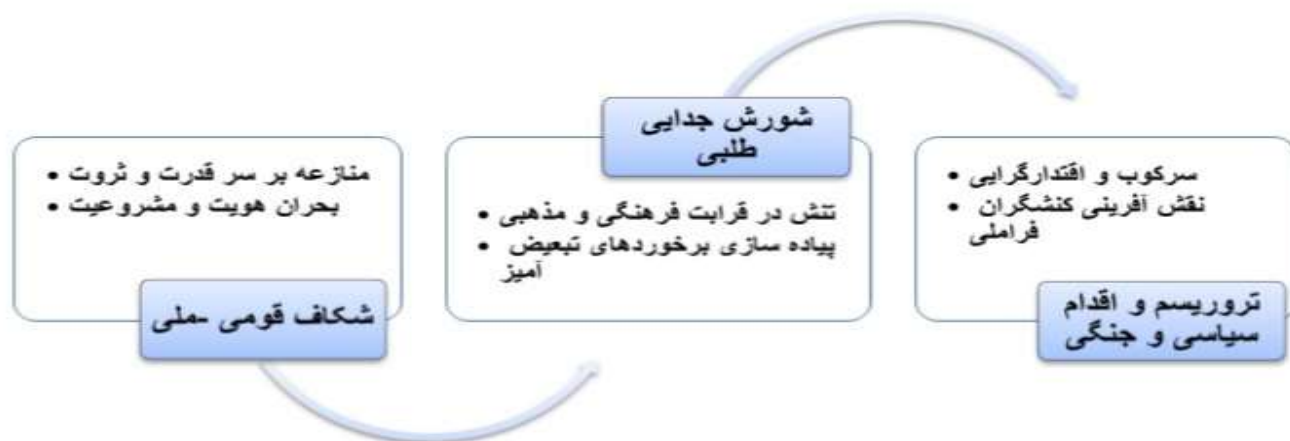 • منازعه بر سر قدرت و ثروت
• بحران هویت و مشروعیت
شکاف قومی -ملی
شورش جدایی
طلبی
• تنش در قرابت فرهنگی و مذهبی
• پیاده سازی برخوردهای تبعیض
آمیز
• سرکوب و اقتدارگرایی
• نقش آفرینی کنشگران
فراملی
تروریسم و اقدام
سیاسی و جنگی